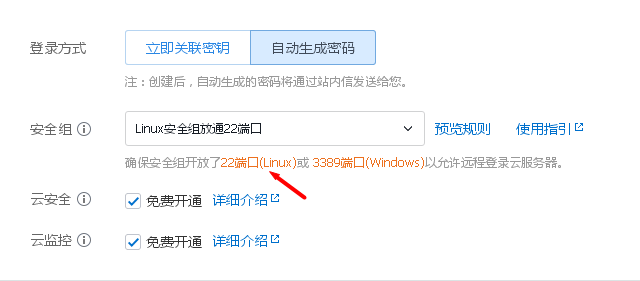 登录方式 立即关联密钥 自动生成密码
注：创建后，自动生成的密码将通过站内信发送给您。
安全组 Linux安全组放通22端口 预览规则 使用指引
确保安全组开放了22端口(Linux)或 3389端口(Windows)以允许远程登录云服务器。
云安全 免费开通 详细介绍
云监控 免费开通 详细介绍